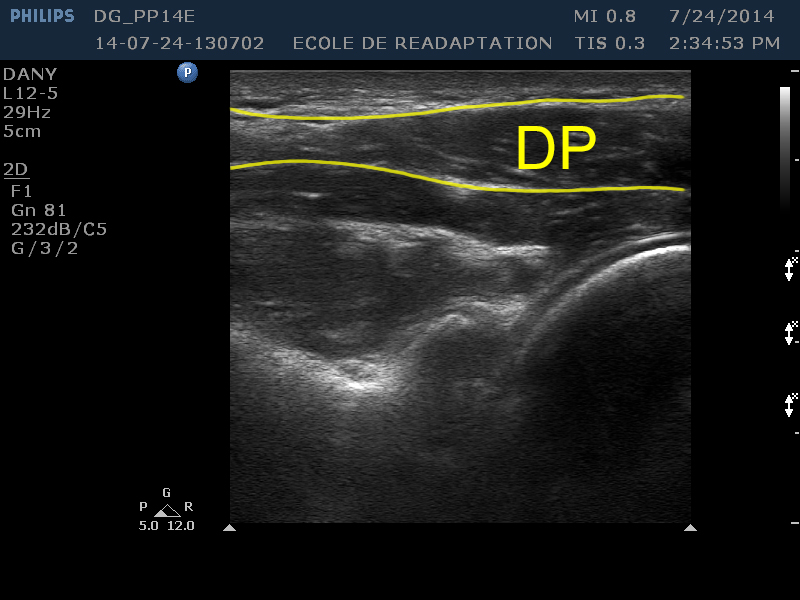 PHILIPS DG_PP14E MI 0.8 7/24/2014
14-07-24-130702 ECOLE DE READAPTATION TIS 0.3 2:34:53 PM
DANY
L12-5
29Hz
5cm
2D
F1
Gn 81
232dB/C5
G/3/2
P
DP
G
P R
5.0 12.0